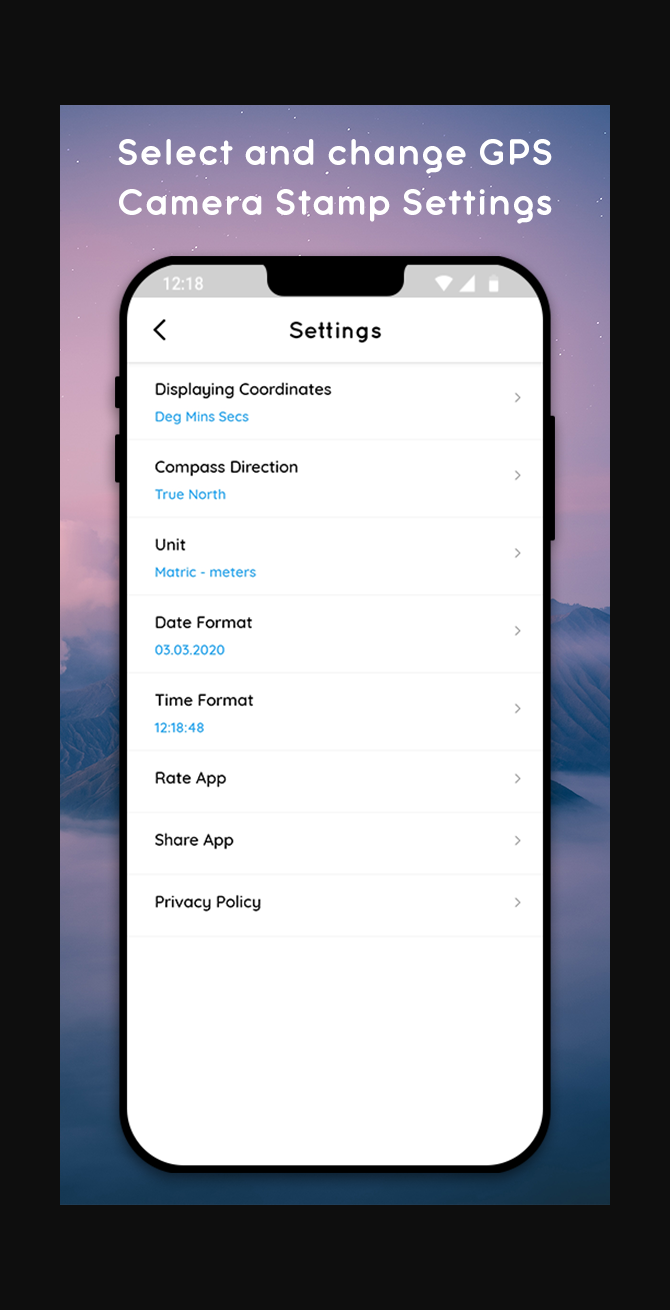 Select and change GPS
Camera Stamp Settings
12:18
Settings
Displaying Coordinates
Deg Mins Secs
Compass Direction
True North
Unit
Matric - meters
Date Format
03.03.2020
Time Format
12:18:48
Rate App
Share App
Privacy Policy